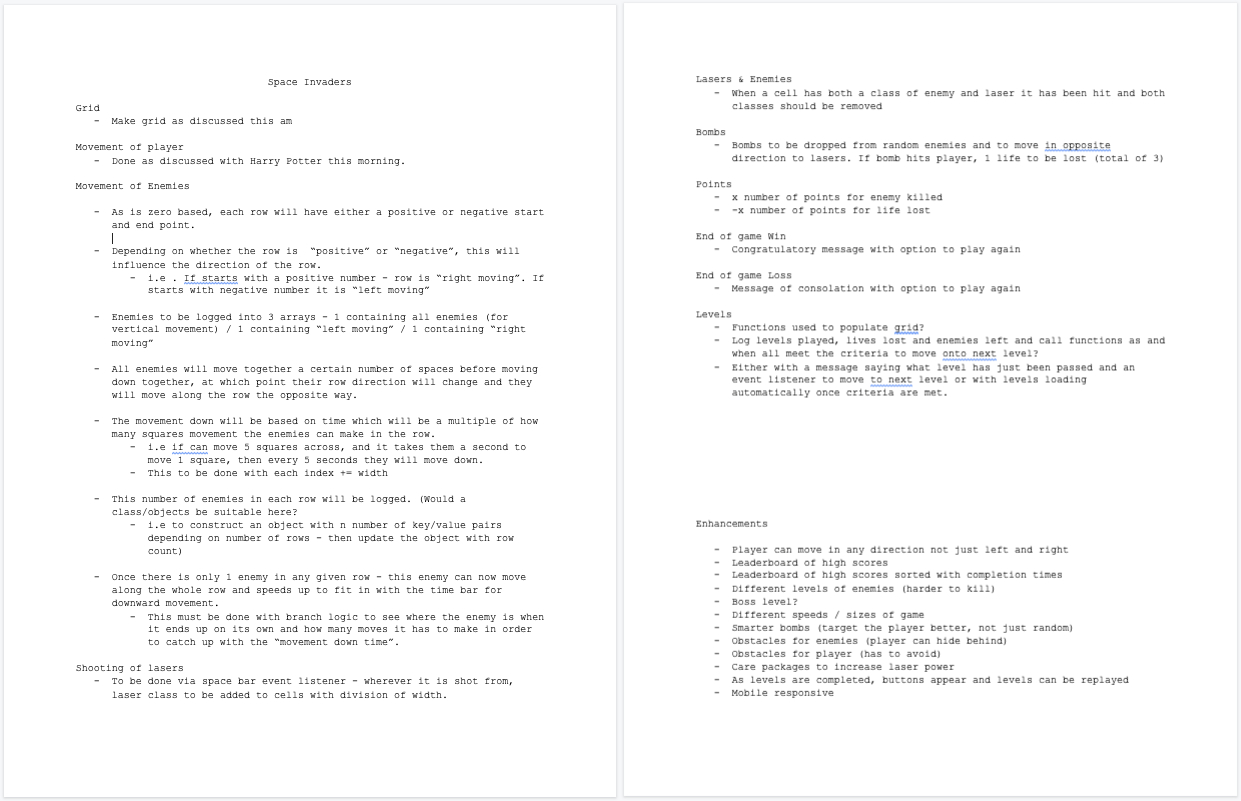 Space Invaders
Grid
- Make grid as discussed this am
Movement of player
- Done as discussed with Harry Potter this morning.
Movement of Enemies
- As is zero based, each row will have either a positive or negative start
and end point.
- Depending on whether the row is  “positive” or “negative”, this will
influence the direction of the row.
- i.e . If starts with a positive number - row is “right moving”. If
starts with negative number it is “left moving”
- Enemies to be logged into 3 arrays - 1 containing all enemies (for
vertical movement) / 1 containing “left moving” / 1 containing “right
moving”
- All enemies will move together a certain number of spaces before moving
down together, at which point their row direction will change and they
will move along the row the opposite way.
- The movement down will be based on time which will be a multiple of how
many squares movement the enemies can make in the row.
- i.e if can move 5 squares across, and it takes them a second to
move 1 square, then every 5 seconds they will move down.
- This to be done with each index += width
- This number of enemies in each row will be logged. (Would a
class/objects be suitable here?
- i.e to construct an object with n number of key/value pairs
depending on number of rows - then update the object with row
count)
- Once there is only 1 enemy in any given row - this enemy can now move
along the whole row and speeds up to fit in with the time bar for
downward movement.
- This must be done with branch logic to see where the enemy is when
it ends up on its own and how many moves it has to make in order
to catch up with the “movement down time”.
Shooting of lasers
- To be done via space bar event listener - wherever it is shot from,
laser class to be added to cells with division of width.
Lasers & Enemies
- When a cell has both a class of enemy and laser it has been hit and both
classes should be removed
Bombs
- Bombs to be dropped from random enemies and to move in opposite
direction to lasers. If bomb hits player, 1 life to be lost (total of 3)
Points
- x number of points for enemy killed
- -x number of points for life lost
End of game Win
- Congratulatory message with option to play again
End of game Loss
- Message of consolation with option to play again
Levels
- Functions used to populate grid?
- Log levels played, lives lost and enemies left and call functions as and
when all meet the criteria to move onto next level?
- Either with a message saying what level has just been passed and an
event listener to move to next level or with levels loading
automatically once criteria are met.
Enhancements
- Player can move in any direction not just left and right
- Leaderboard of high scores
- Leaderboard of high scores sorted with completion times
- Different levels of enemies (harder to kill)
- Boss level?
- Different speeds / sizes of game
- Smarter bombs (target the player better, not just random)
- Obstacles for enemies (player can hide behind)
- Obstacles for player (has to avoid)
- Care packages to increase laser power
- As levels are completed, buttons appear and levels can be replayed
- Mobile responsive